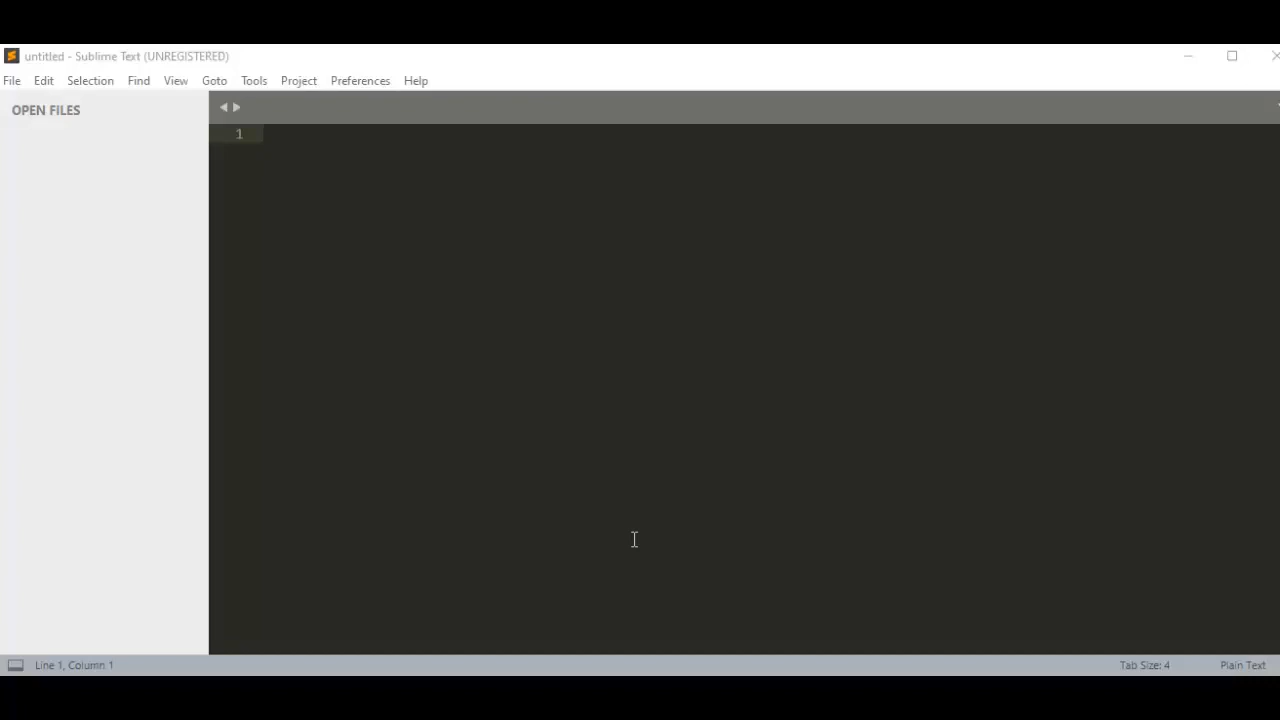 untitled - Sublime Text (UNREGISTERED)
File Edit Selection Find View Goto Tools Project Preferences Help
OPEN FILES
1
Line 1, Column 1 Tab Size: 4 Plain Text